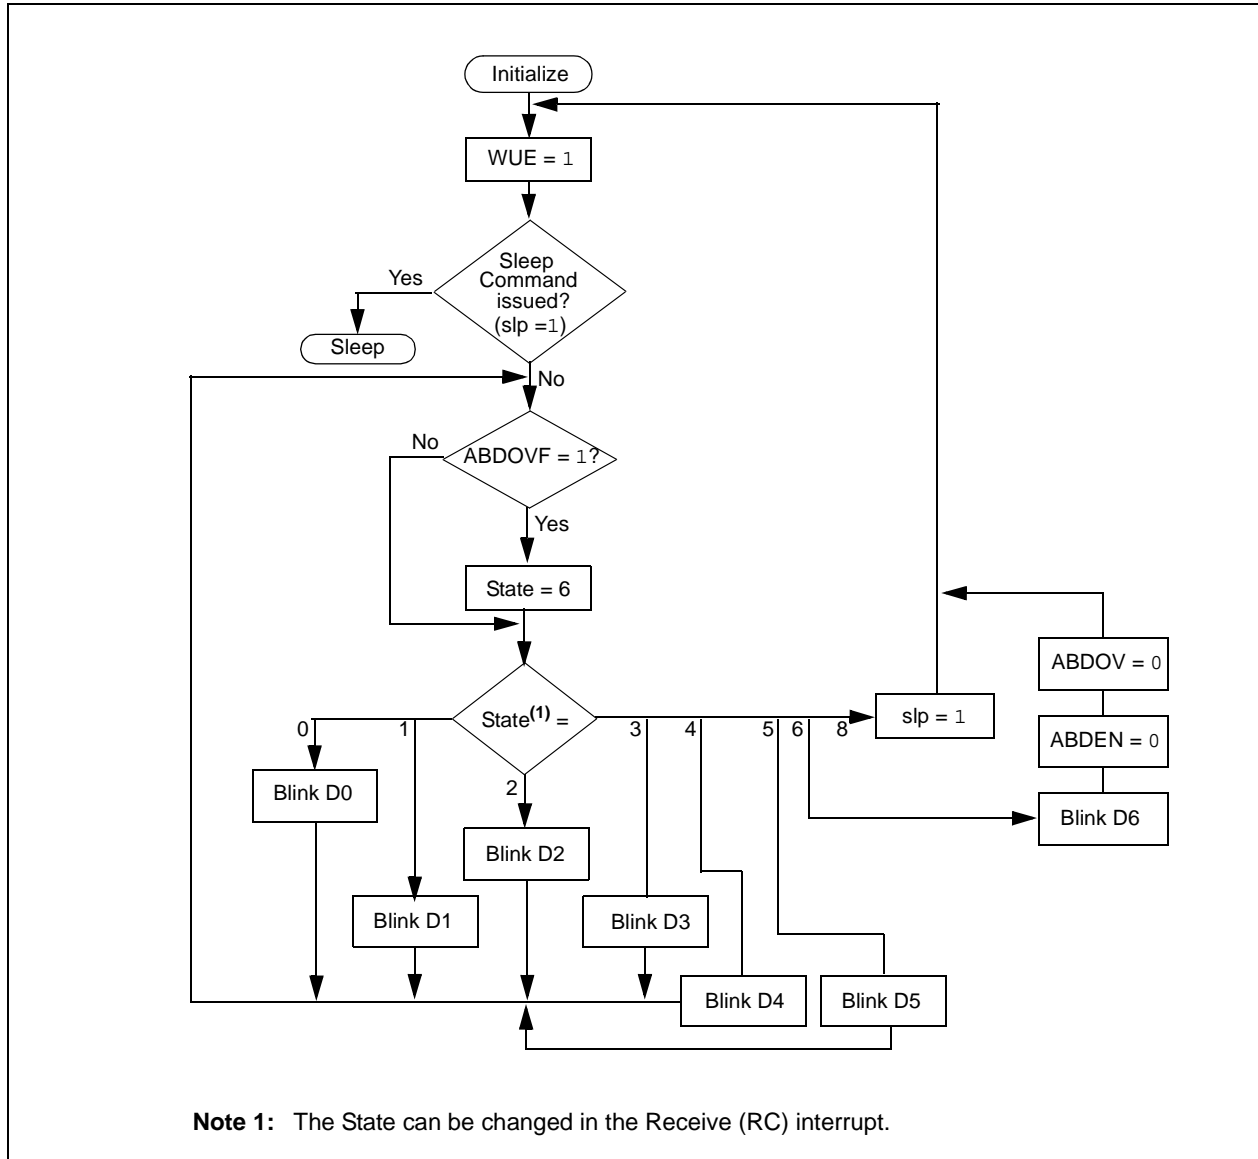 Initialize
WUE = 1
Sleep
Command
issued?
(slp =1)
Yes
Sleep
No
ABDOVF = 1?
No
Yes
State = 6
State(1) =
0
1
2
3
4
5
6
8
slp = 1
ABDOV = 0
ABDEN = 0
Blink D6
Blink D0
Blink D2
Blink D1
Blink D3
Blink D4
Blink D5
Note 1: The State can be changed in the Receive (RC) interrupt.